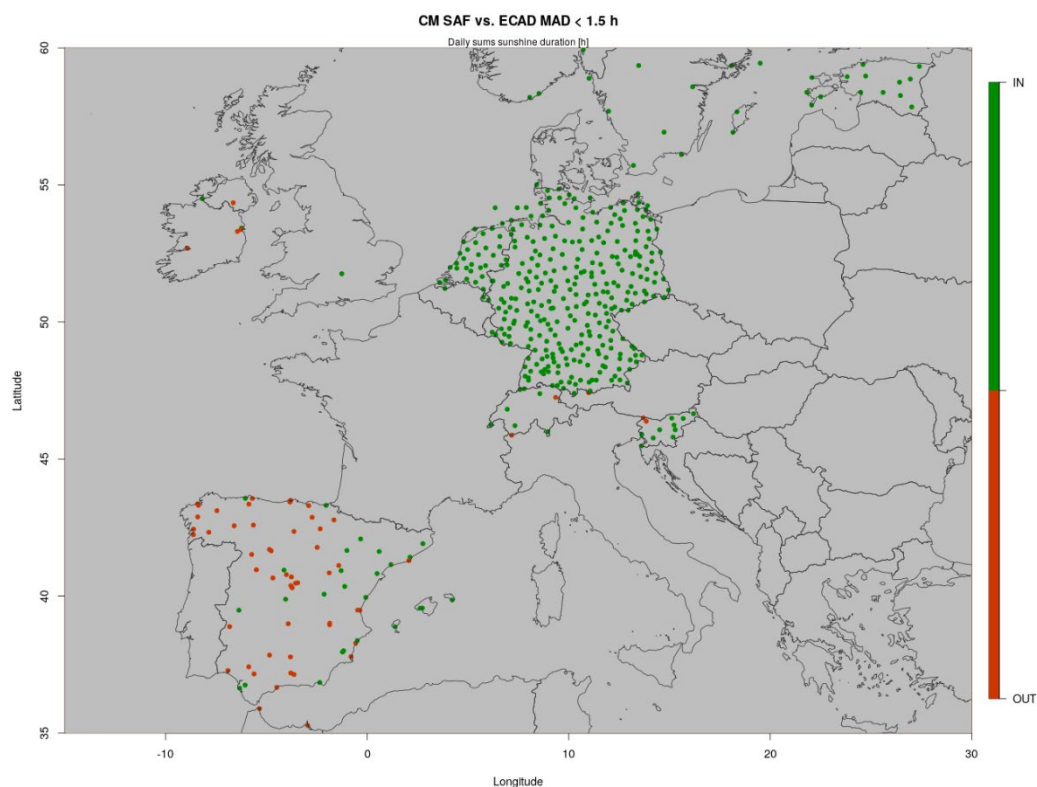 CM SAF vs. ECAD MAD < 1.5 h
Daily sums sunshine duration [h]
60
55
50
45
40
35
Latitude
-10
0
10
20
30
Longitude
IN
OUT